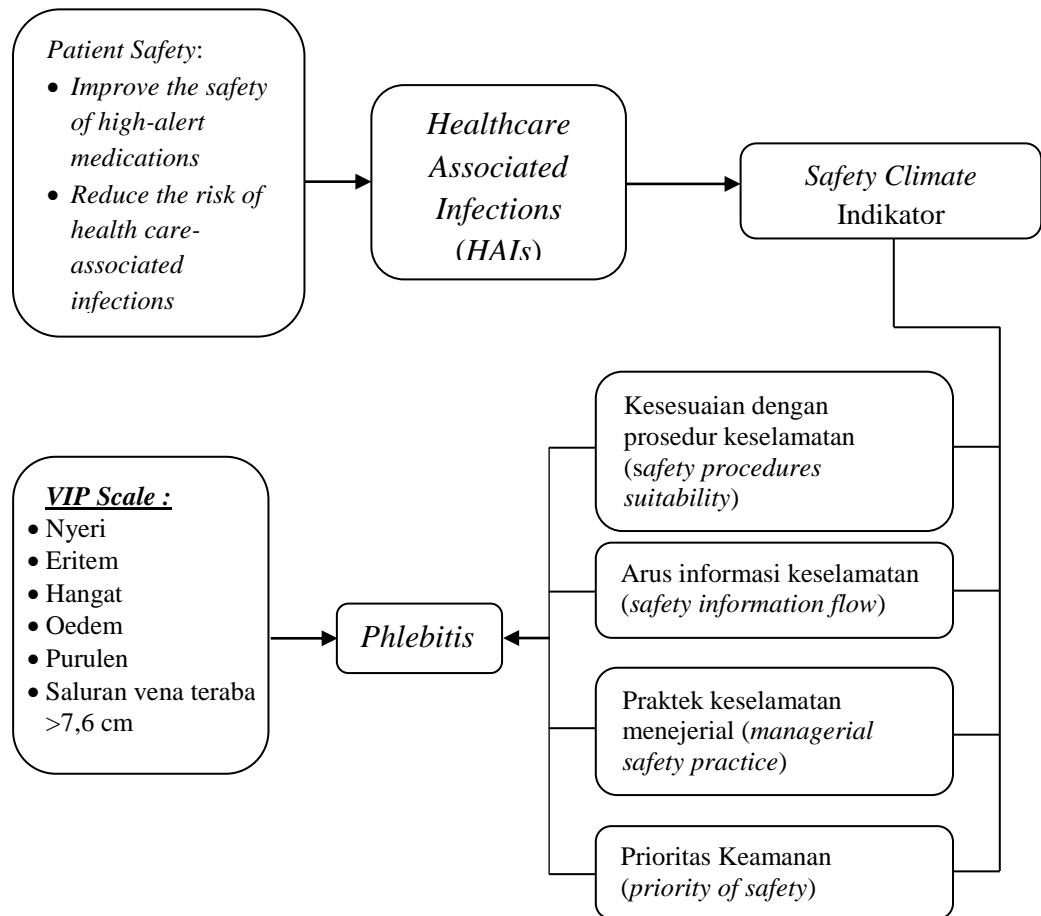 Patient Safety:
• Improve the safety
of high-alert
medications
• Reduce the risk of
health care-
associated
infections
Healthcare
Associated
Infections
(HAIs)
Safety Climate
Indikator
Kesesuaian dengan
prosedur keselamatan
(safety procedures
suitability)
Arus informasi keselamatan
(safety information flow)
Praktek keselamatan
menejerial (managerial
safety practice)
Prioritas Keamanan
(priority of safety)
Phlebitis
VIP Scale :
• Nyeri
• Eritem
• Hangat
• Oedem
• Purulen
• Saluran vena teraba
>7,6 cm